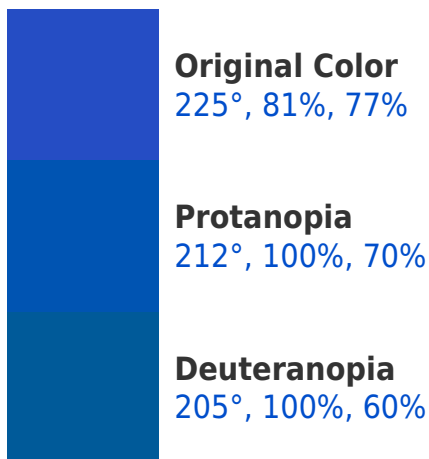 Original Color
225°, 81%, 77%
Protanopia
212°, 100%, 70%
Deuteranopia
205°, 100%, 60%